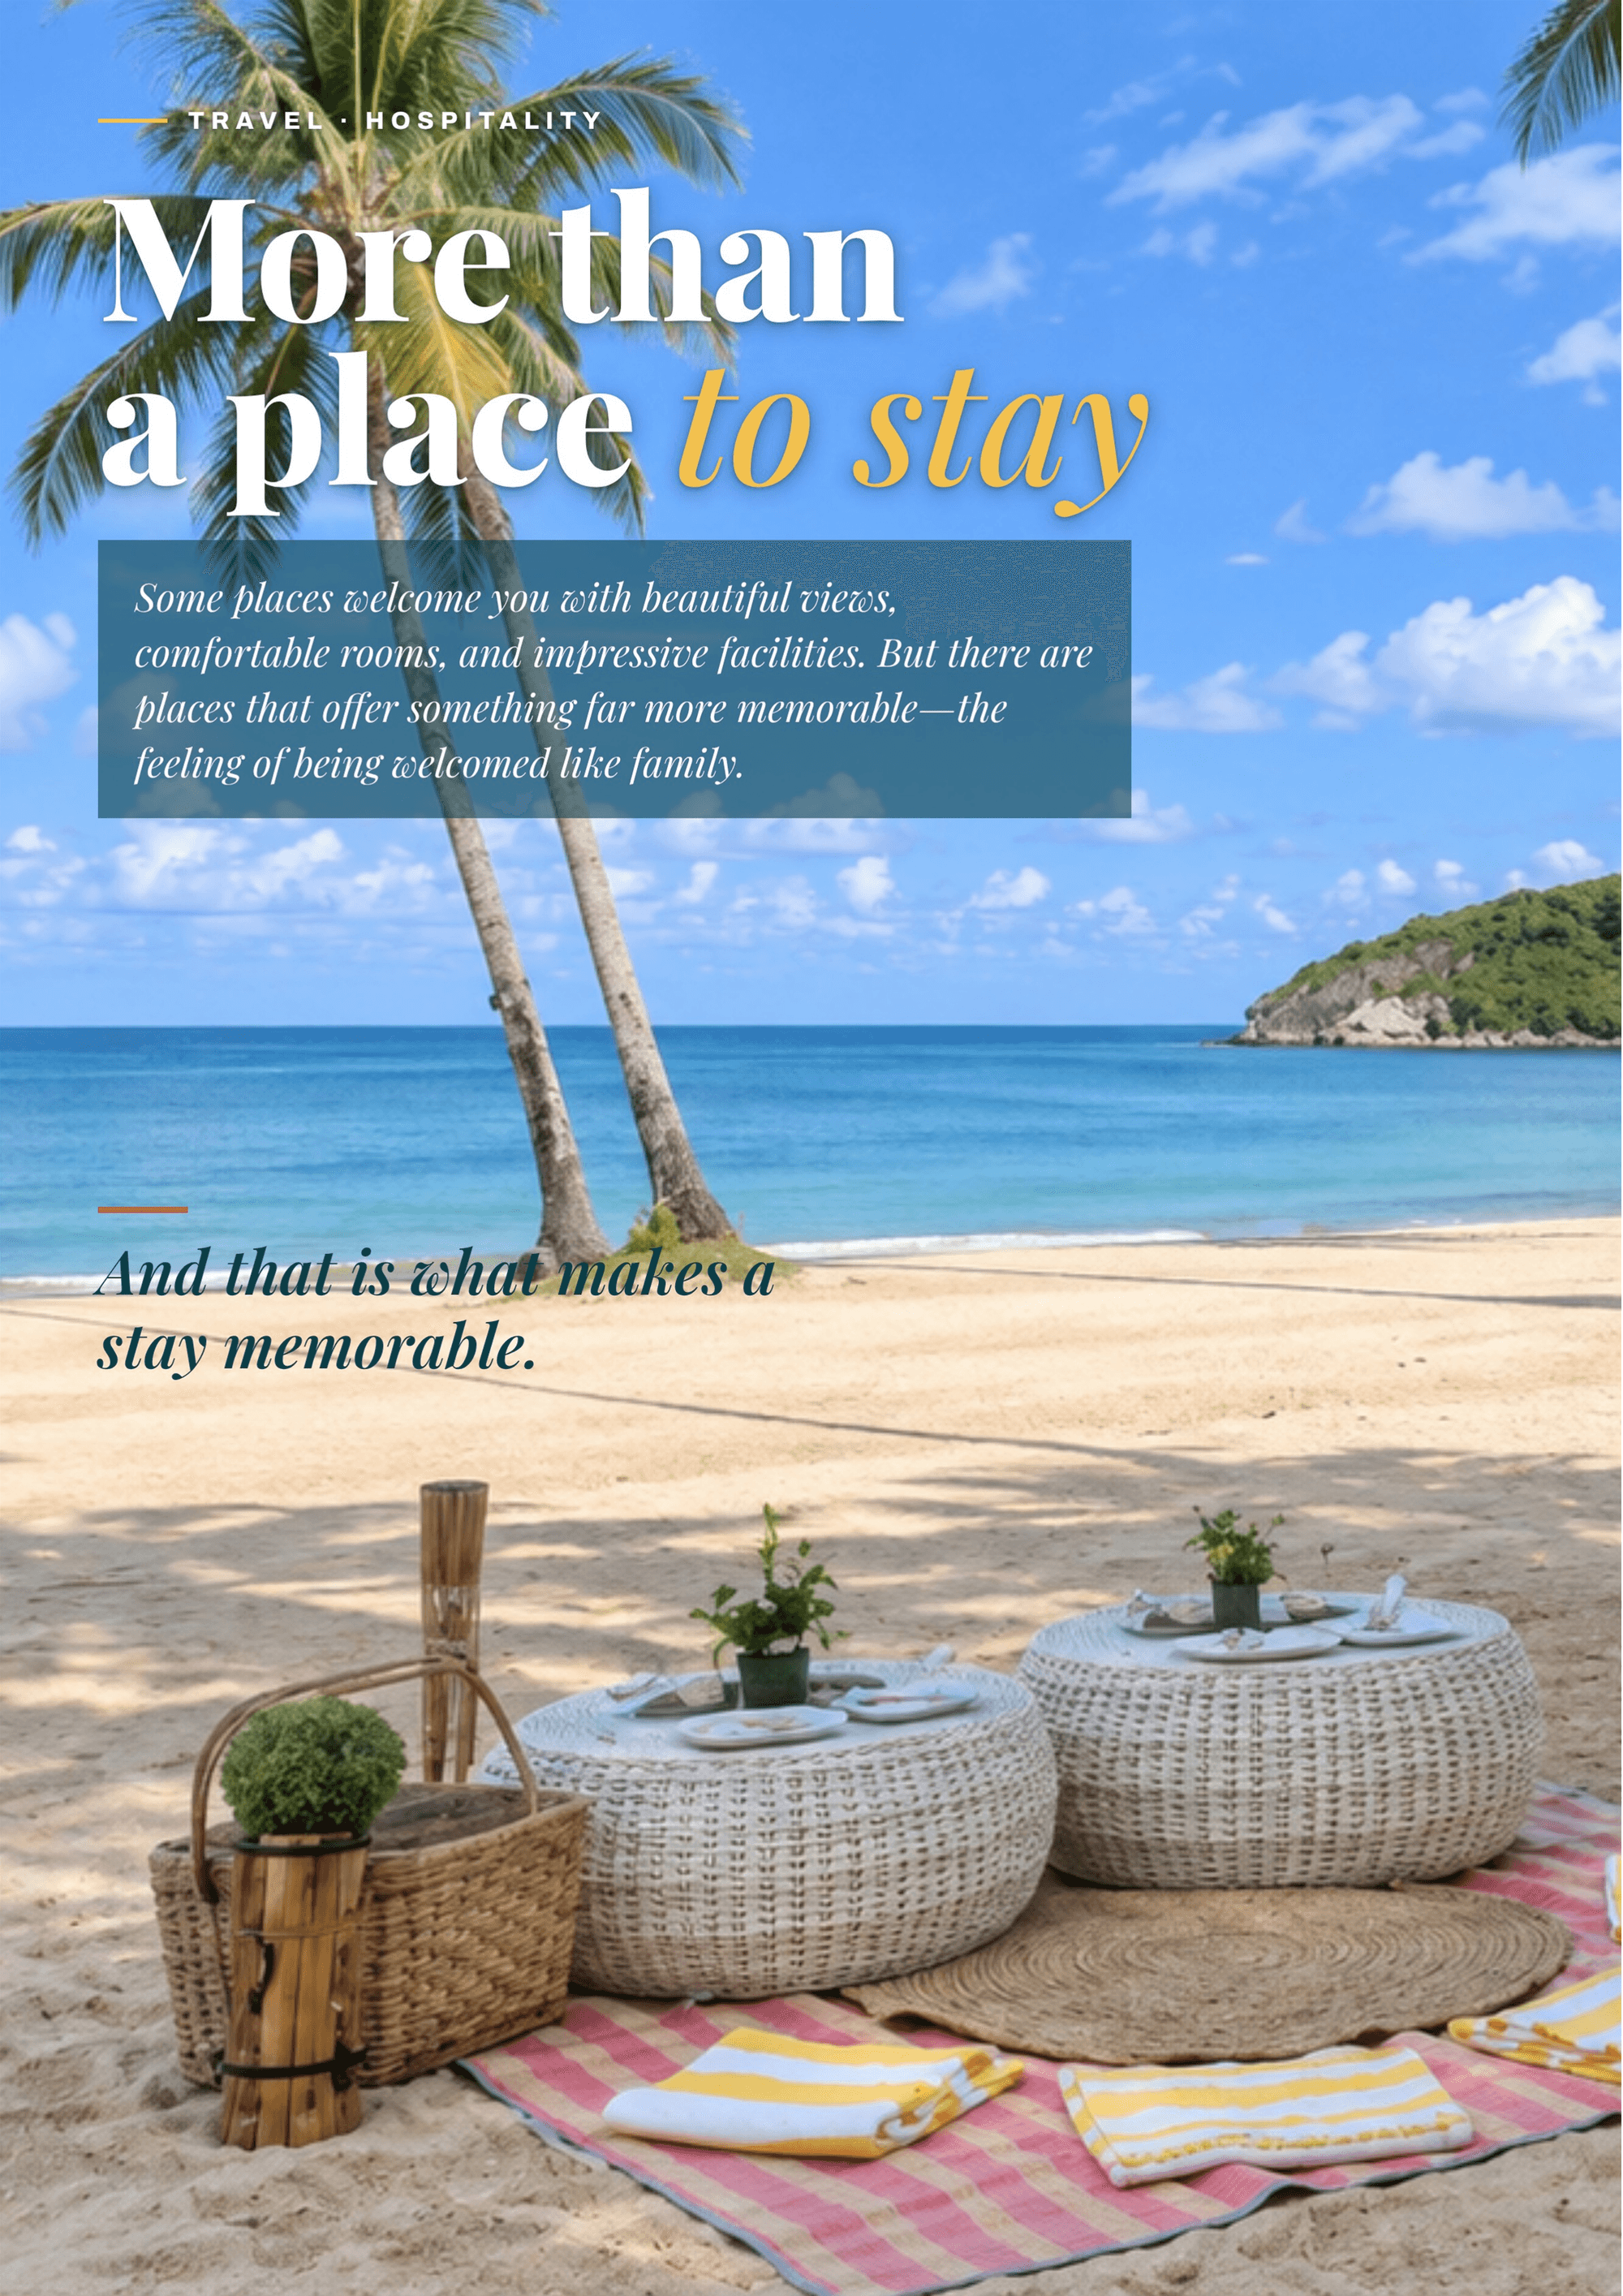 TRAVEL · HOSPITALITY
More than
a place to stay
Some places welcome you with beautiful views,
comfortable rooms, and impressive facilities. But there are
places that offer something far more memorable—the
feeling of being welcomed like family.
And that is what makes a
stay memorable.